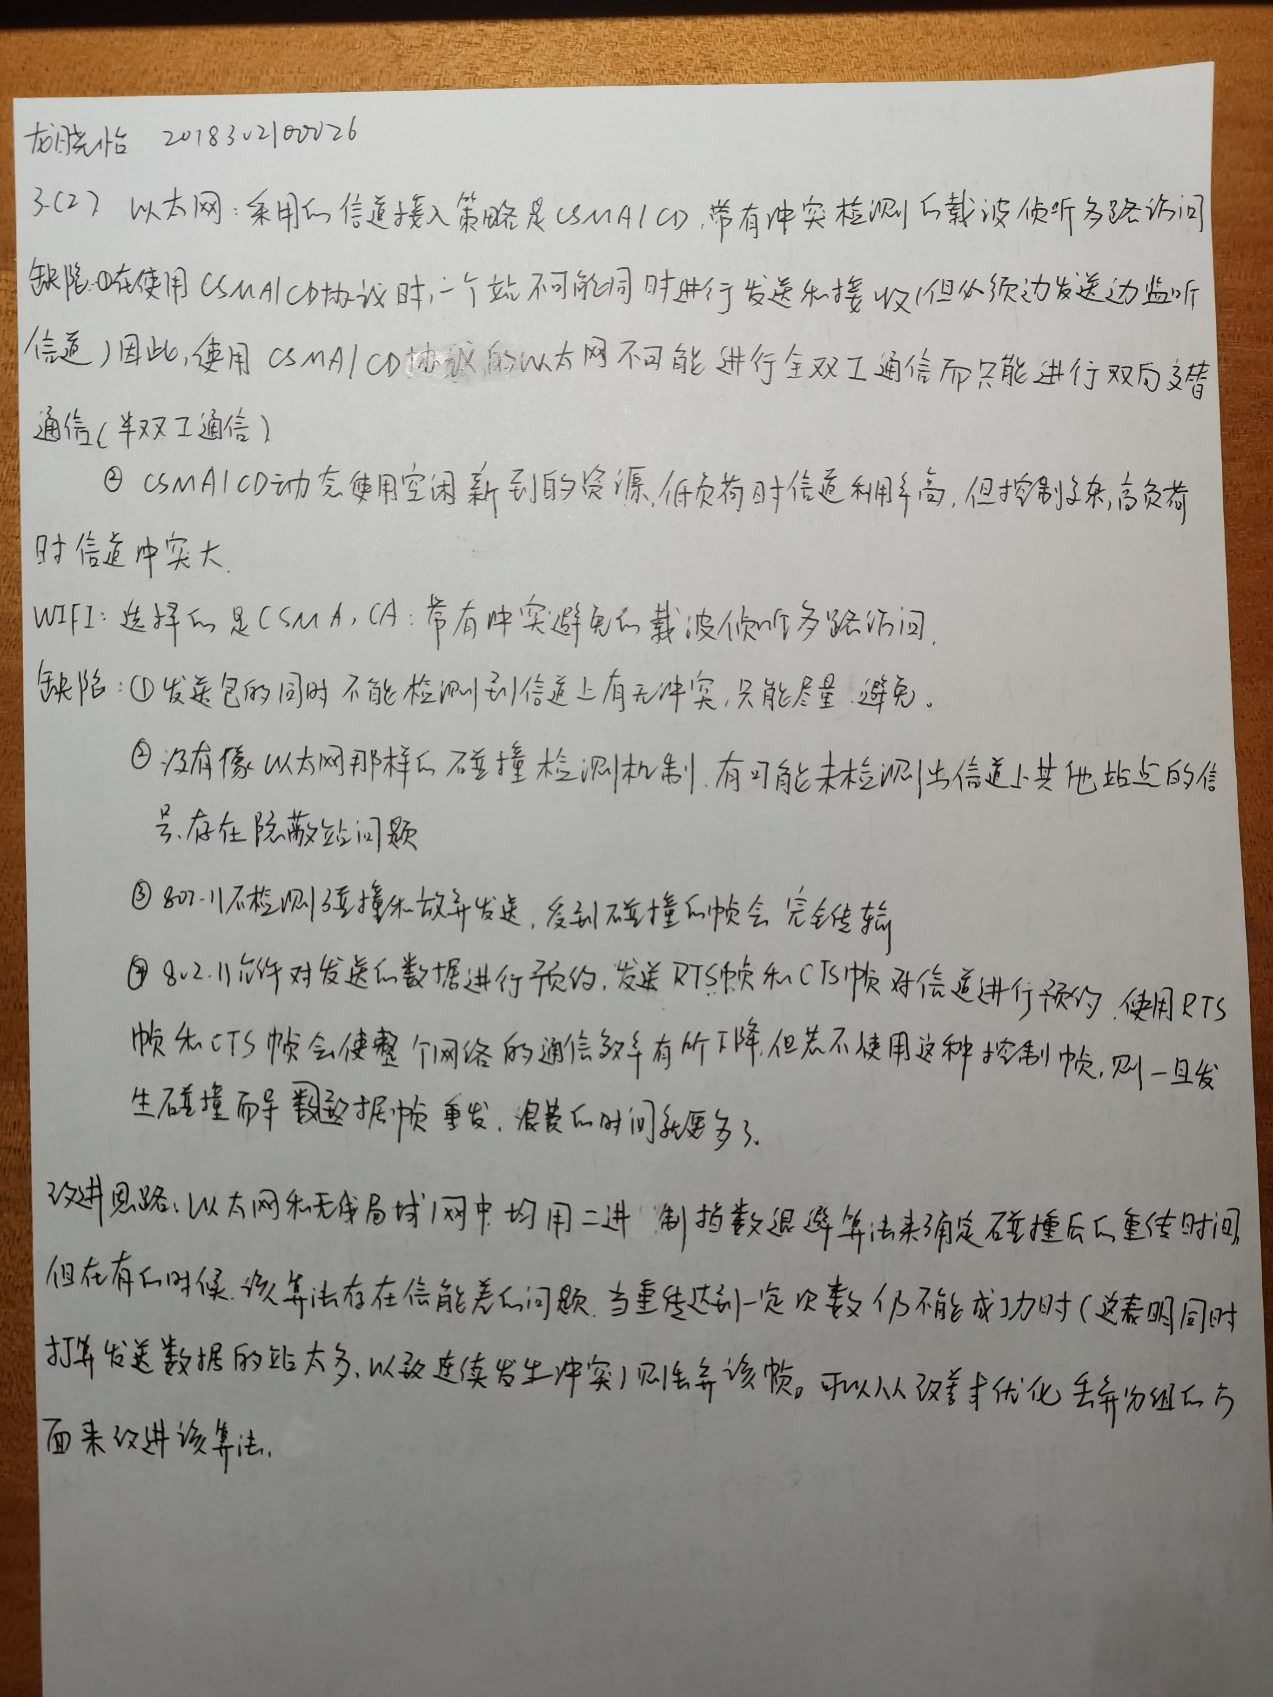 龙晓怡 2018302100026
3.(2) 以太网：采用的信道接入策略是CSMA/CD，带有冲突检测的载波侦听多路访问
缺陷：①在使用CSMA/CD协议时，一个站不可能同时进行发送和接收（但必须边发送边监听
信道）因此，使用CSMA/CD协议的以太网不可能进行全双工通信而只能进行双向交替
通信（半双工通信）
② CSMA/CD动态使用空闲新到的资源，低负荷时信道利用率高，但控制复杂，高负荷
时信道冲突大.
WIFI：选择的是CSMA/CA：带有冲突避免的载波侦听多路访问.
缺陷：①发送包的同时不能检测到信道上有无冲突，只能尽量避免。
②没有像以太网那样的碰撞检测机制，有可能未检测出信道上其他站点的信
号，存在隐蔽站问题
③802.11不检测碰撞和放弃发送，受到碰撞的帧会完全传输
④802.11允许对发送的数据进行预约，发送RTS帧和CTS帧对信道进行预约，使用RTS
帧和CTS帧会使整个网络的通信效率有所下降，但若不使用这种控制帧，则一旦发
生碰撞而导数据帧重发，浪费的时间就更多了.
改进思路：以太网和无线局域网中均用二进制指数退避算法来确定碰撞后的重传时间，
但在有的时候，该算法存在信能差的问题，当重传达到一定次数仍不能成功时（这表明同时
打算发送数据的站太多，以致连续发生冲突）则丢弃该帧。可以从改善或优化丢弃分组的方
面来改进该算法.